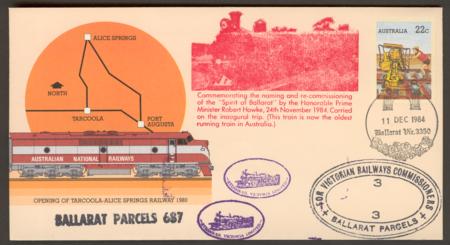 ALICE SPRINGS
NORTH
TARCOOLA
PORT
AUGUSTA
AUSTRALIAN NATIONAL RAILWAYS
OPENING OF TARCOOLA-ALICE SPRINGS RAILWAY 1980
BALLARAT PARCELS 687
Commemorating the naming and re-commissioning
of the "Spirit of Ballarat" by the Honorable Prime
Minister Robert Hawke, 24th November 1984. Carried
on the inaugural trip. (This train is now the oldest
running train in Australia.)
AUSTRALIA 22c
11 DEC 1984
Ballarat Vic. 3350
FOR VICTORIAN RAILWAYS COMMISSIONERS
3
3
BALLARAT PARCELS